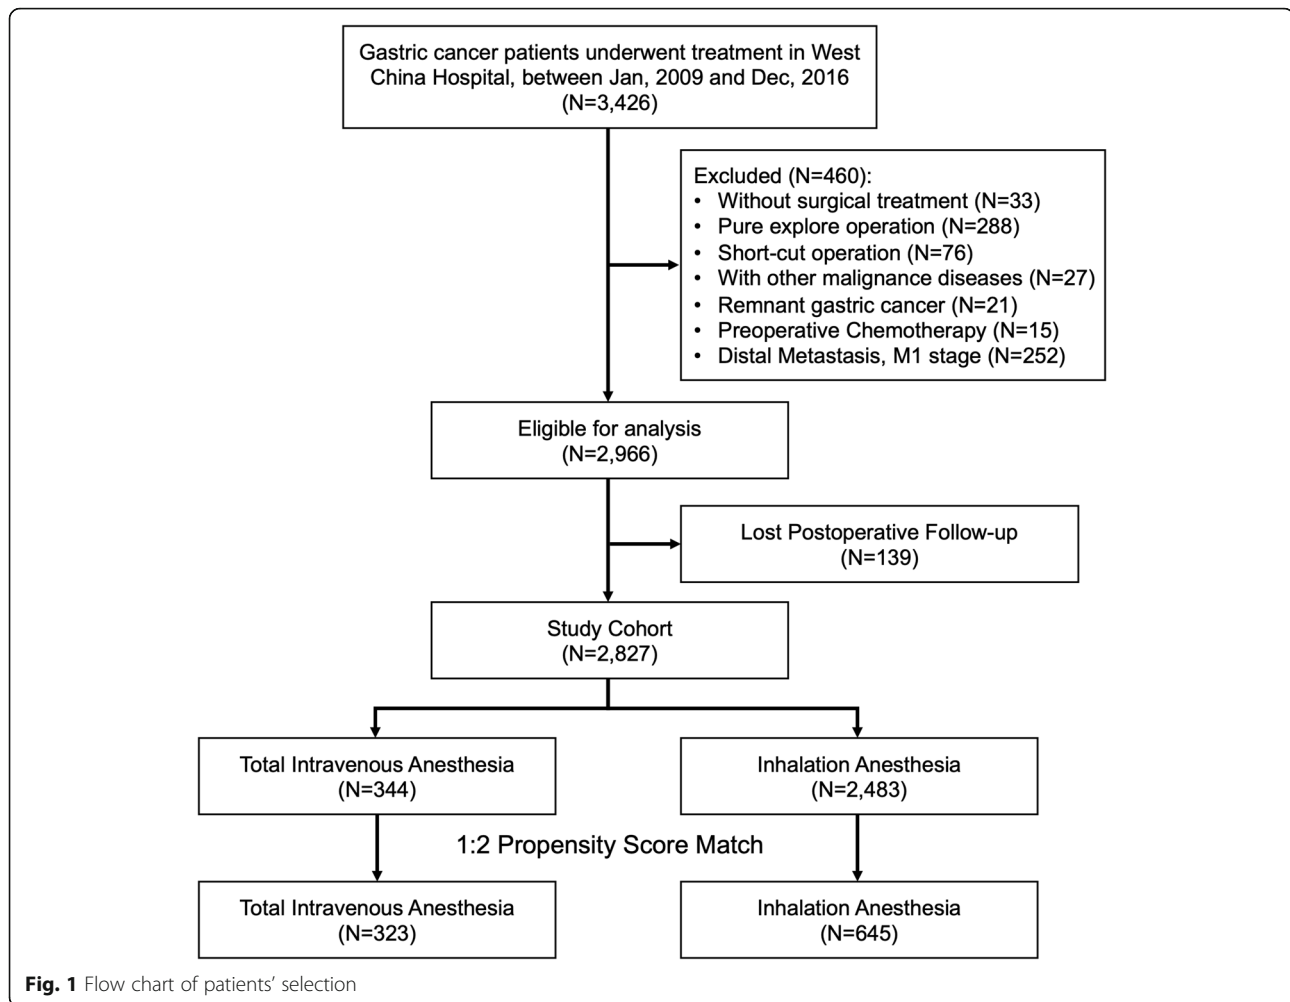 Gastric cancer patients underwent treatment in West
China Hospital, between Jan, 2009 and Dec, 2016
(N=3,426)
Excluded (N=460):
• Without surgical treatment (N=33)
• Pure explore operation (N=288)
• Short-cut operation (N=76)
• With other malignance diseases (N=27)
• Remnant gastric cancer (N=21)
• Preoperative Chemotherapy (N=15)
• Distal Metastasis, M1 stage (N=252)
Eligible for analysis
(N=2,966)
Lost Postoperative Follow-up
(N=139)
Study Cohort
(N=2,827)
Total Intravenous Anesthesia
(N=344)
Inhalation Anesthesia
(N=2,483)
1:2 Propensity Score Match
Total Intravenous Anesthesia
(N=323)
Inhalation Anesthesia
(N=645)
Fig. 1 Flow chart of patients’ selection